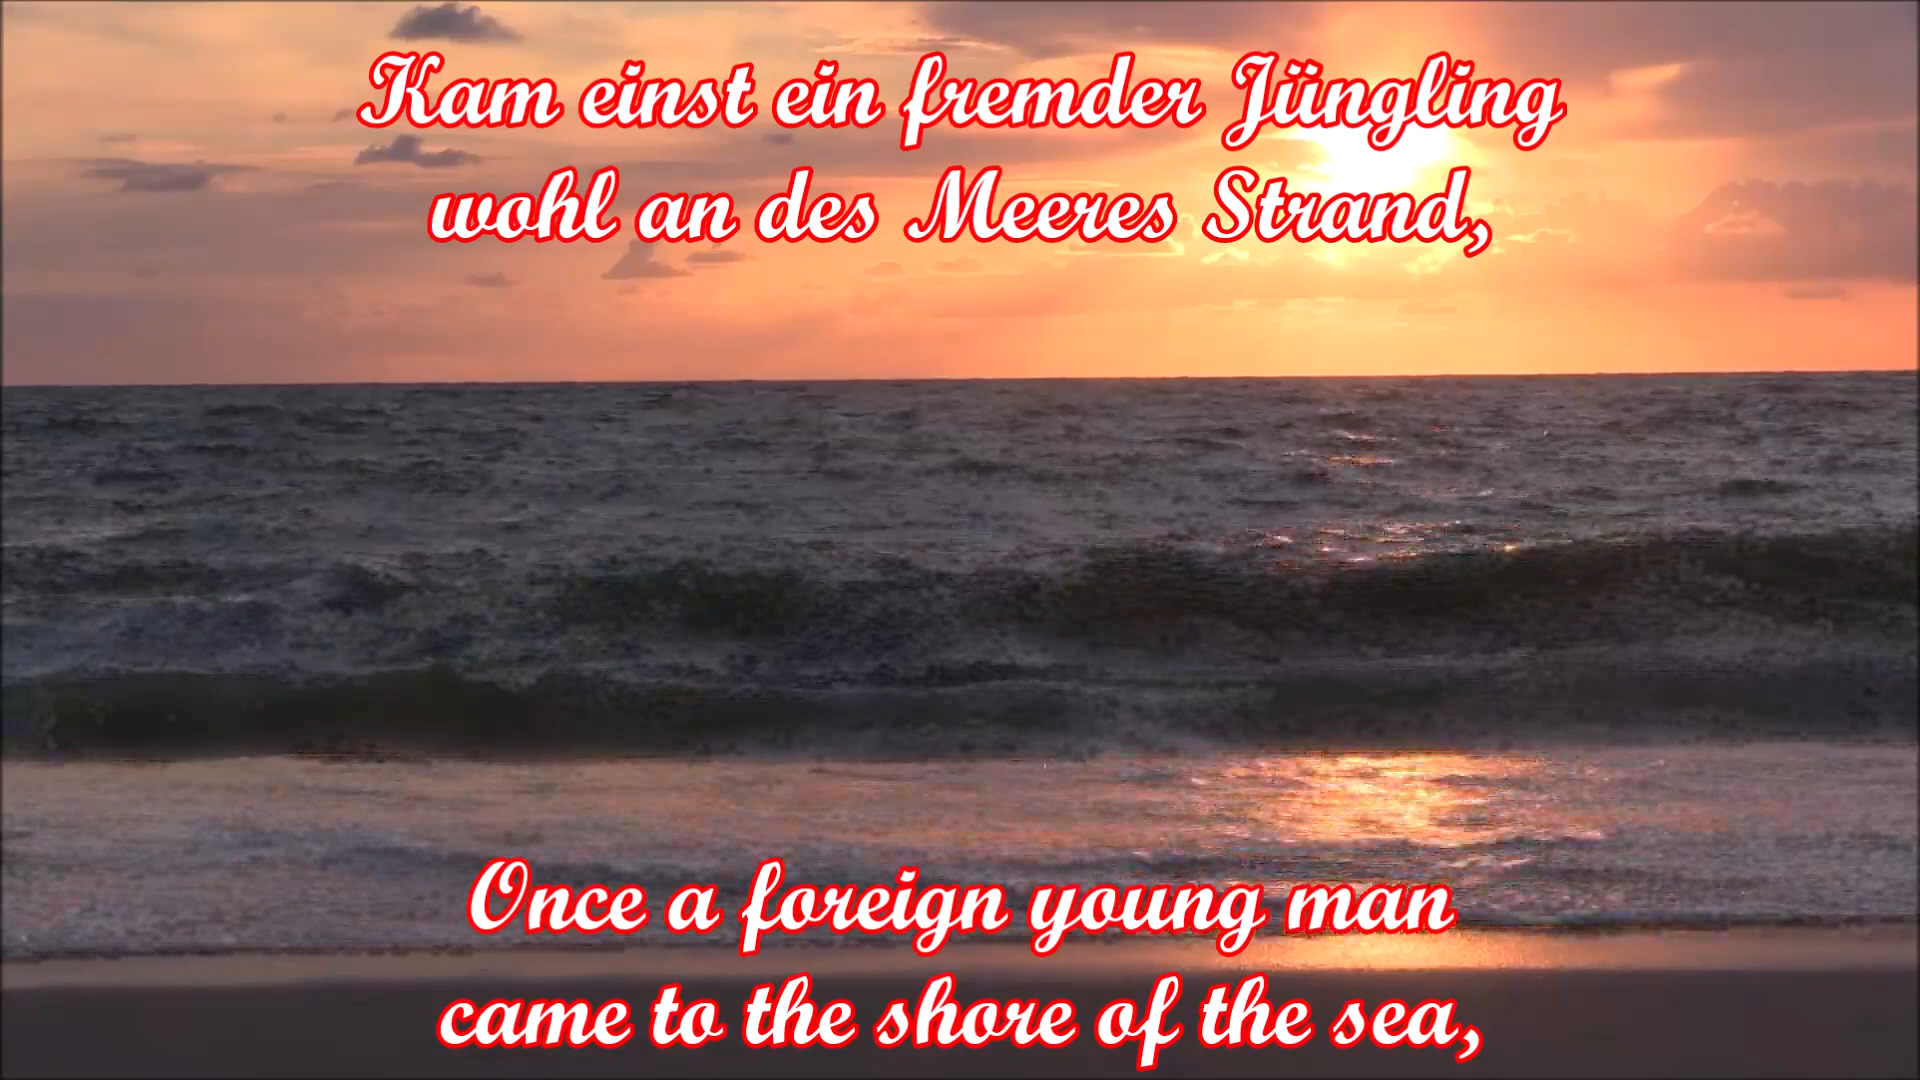 Kam einst ein fremder Jüngling
wohl an des Meeres Strand,
Once a foreign young man
came to the shore of the sea,